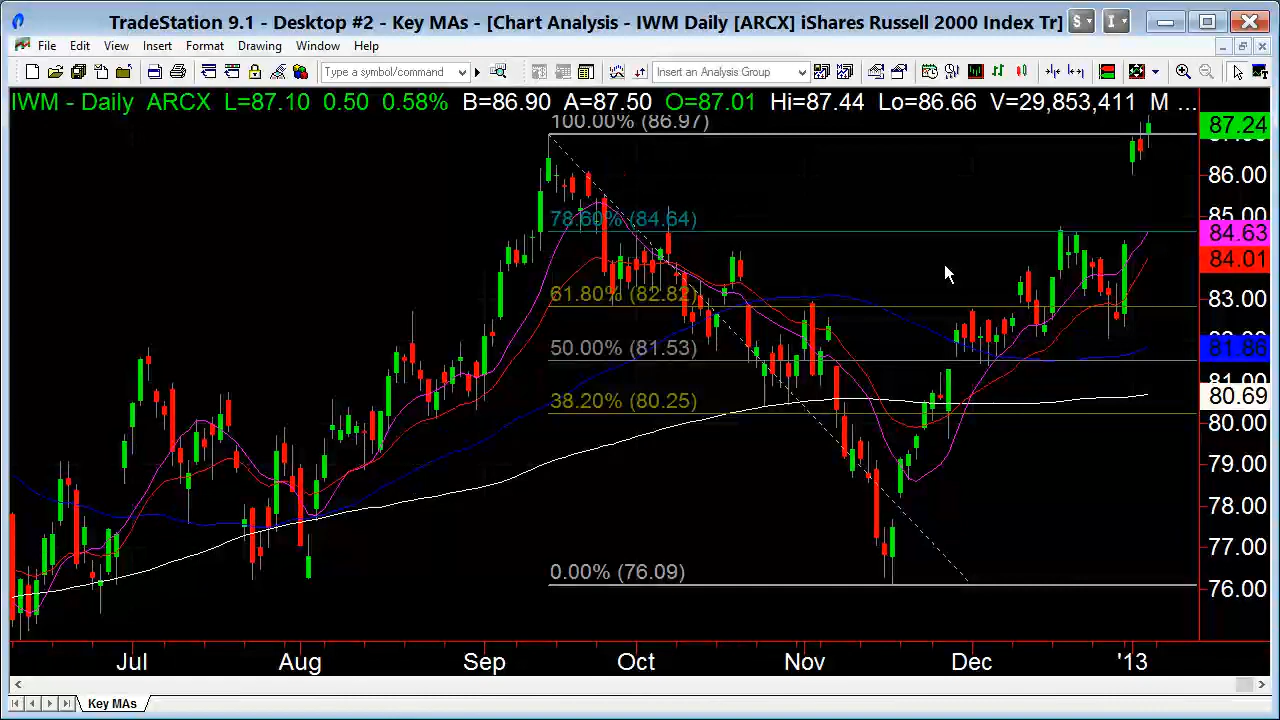 TradeStation 9.1 - Desktop #2 - Key MAs - [Chart Analysis - IWM Daily [ARCX] iShares Russell 2000 Index Tr]
S I
File Edit View Insert Format Drawing Window Help
Type a symbol/command Insert an Analysis Group
IWM - Daily ARCX L=87.10 0.50 0.58% B=86.90 A=87.50 O=87.01 Hi=87.44 Lo=86.66 V=29,853,411 M ...
100.00% (86.97)
87.24
86.00
85.00
78.60% (84.64)
84.63
84.01
61.80% (82.82)
83.00
50.00% (81.53)
81.86
81.00
38.20% (80.25)
80.69
80.00
79.00
78.00
77.00
0.00% (76.09)
76.00
Jul Aug Sep Oct Nov Dec '13
Key MAs